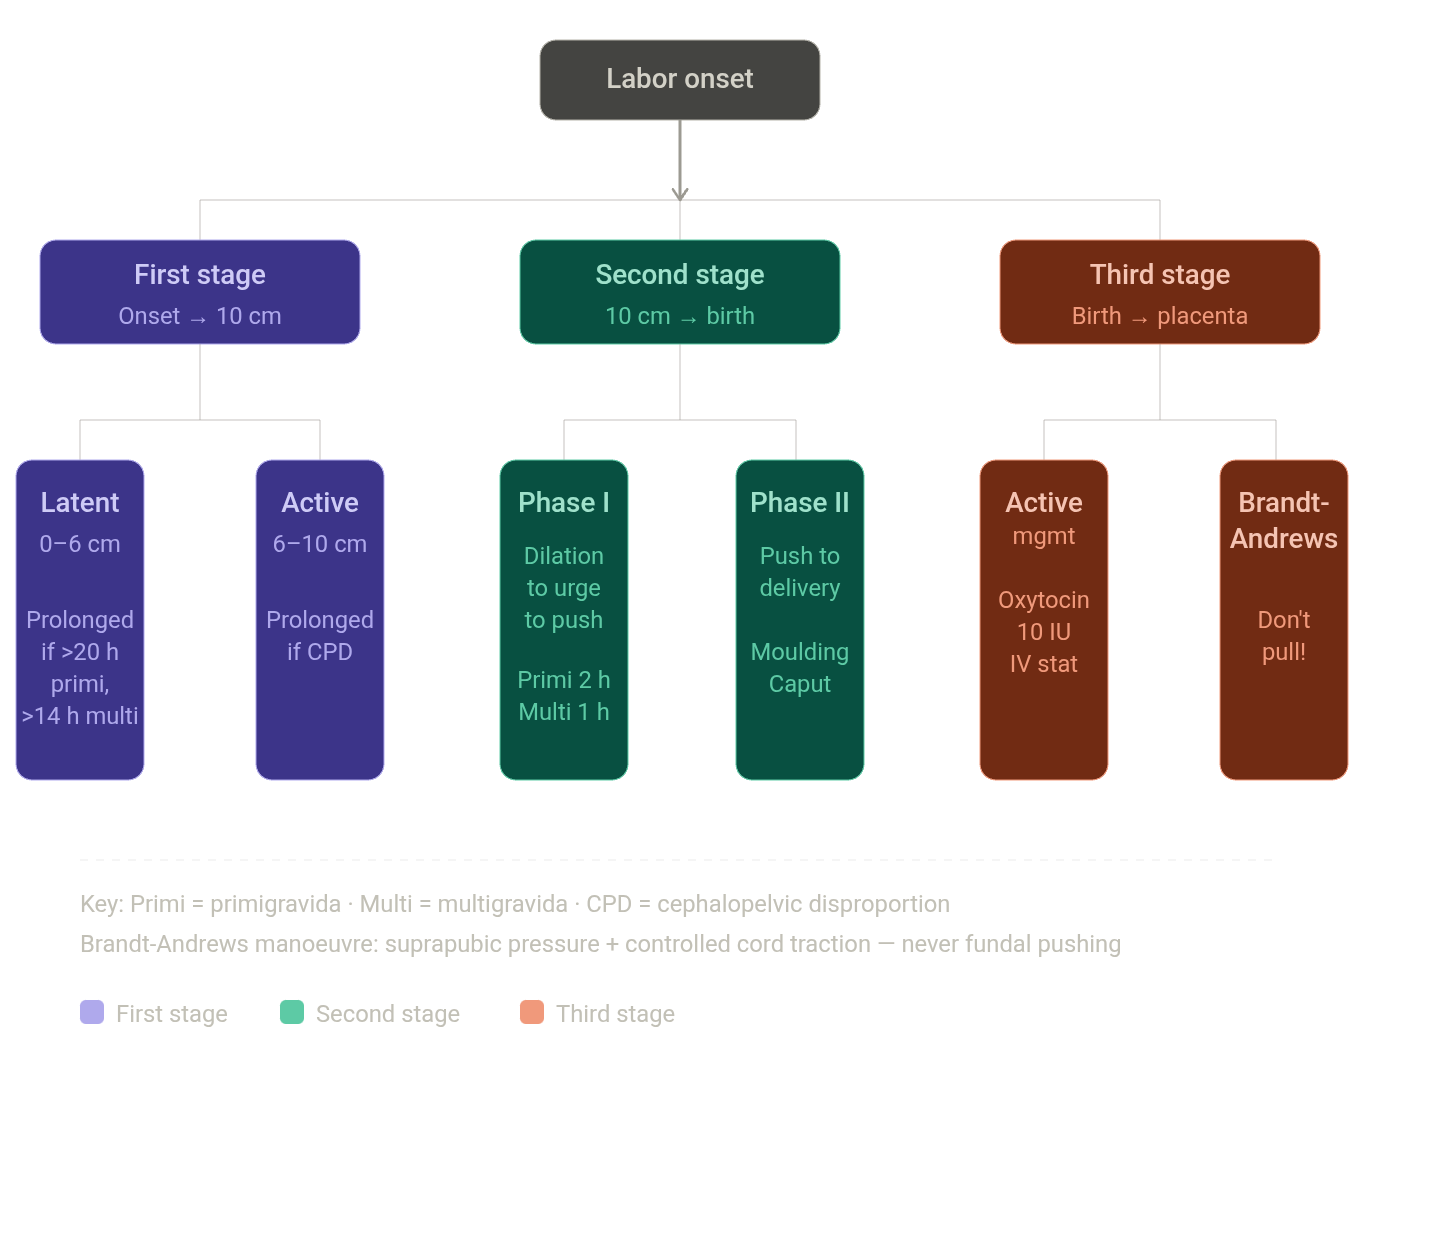 Labor onset
First stage
Onset → 10 cm
Second stage
10 cm → birth
Third stage
Birth → placenta
Latent
0–6 cm
Prolonged
if >20 h
primi,
>14 h multi
Active
6–10 cm
Prolonged
if CPD
Phase I
Dilation
to urge
to push
Primi 2 h
Multi 1 h
Phase II
Push to
delivery
Moulding
Caput
Active
mgmt
Oxytocin
10 IU
IV stat
Brandt-
Andrews
Don't
pull!
Key: Primi = primigravida · Multi = multigravida · CPD = cephalopelvic disproportion
Brandt-Andrews manoeuvre: suprapubic pressure + controlled cord traction — never fundal pushing
First stage
Second stage
Third stage